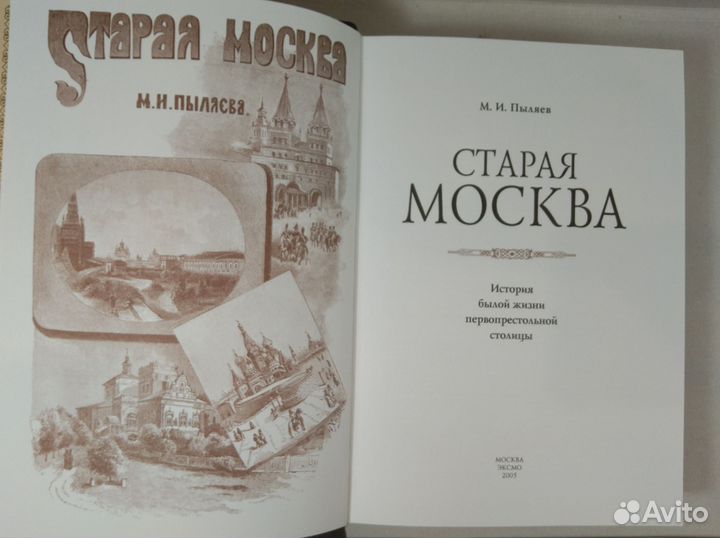 Старая Москва
М. И. Пыляева.
М. И. Пыляев
СТАРАЯ
МОСКВА
История
былой жизни
первопрестольной
столицы
МОСКВА
ЭКСМО
2005
Avito